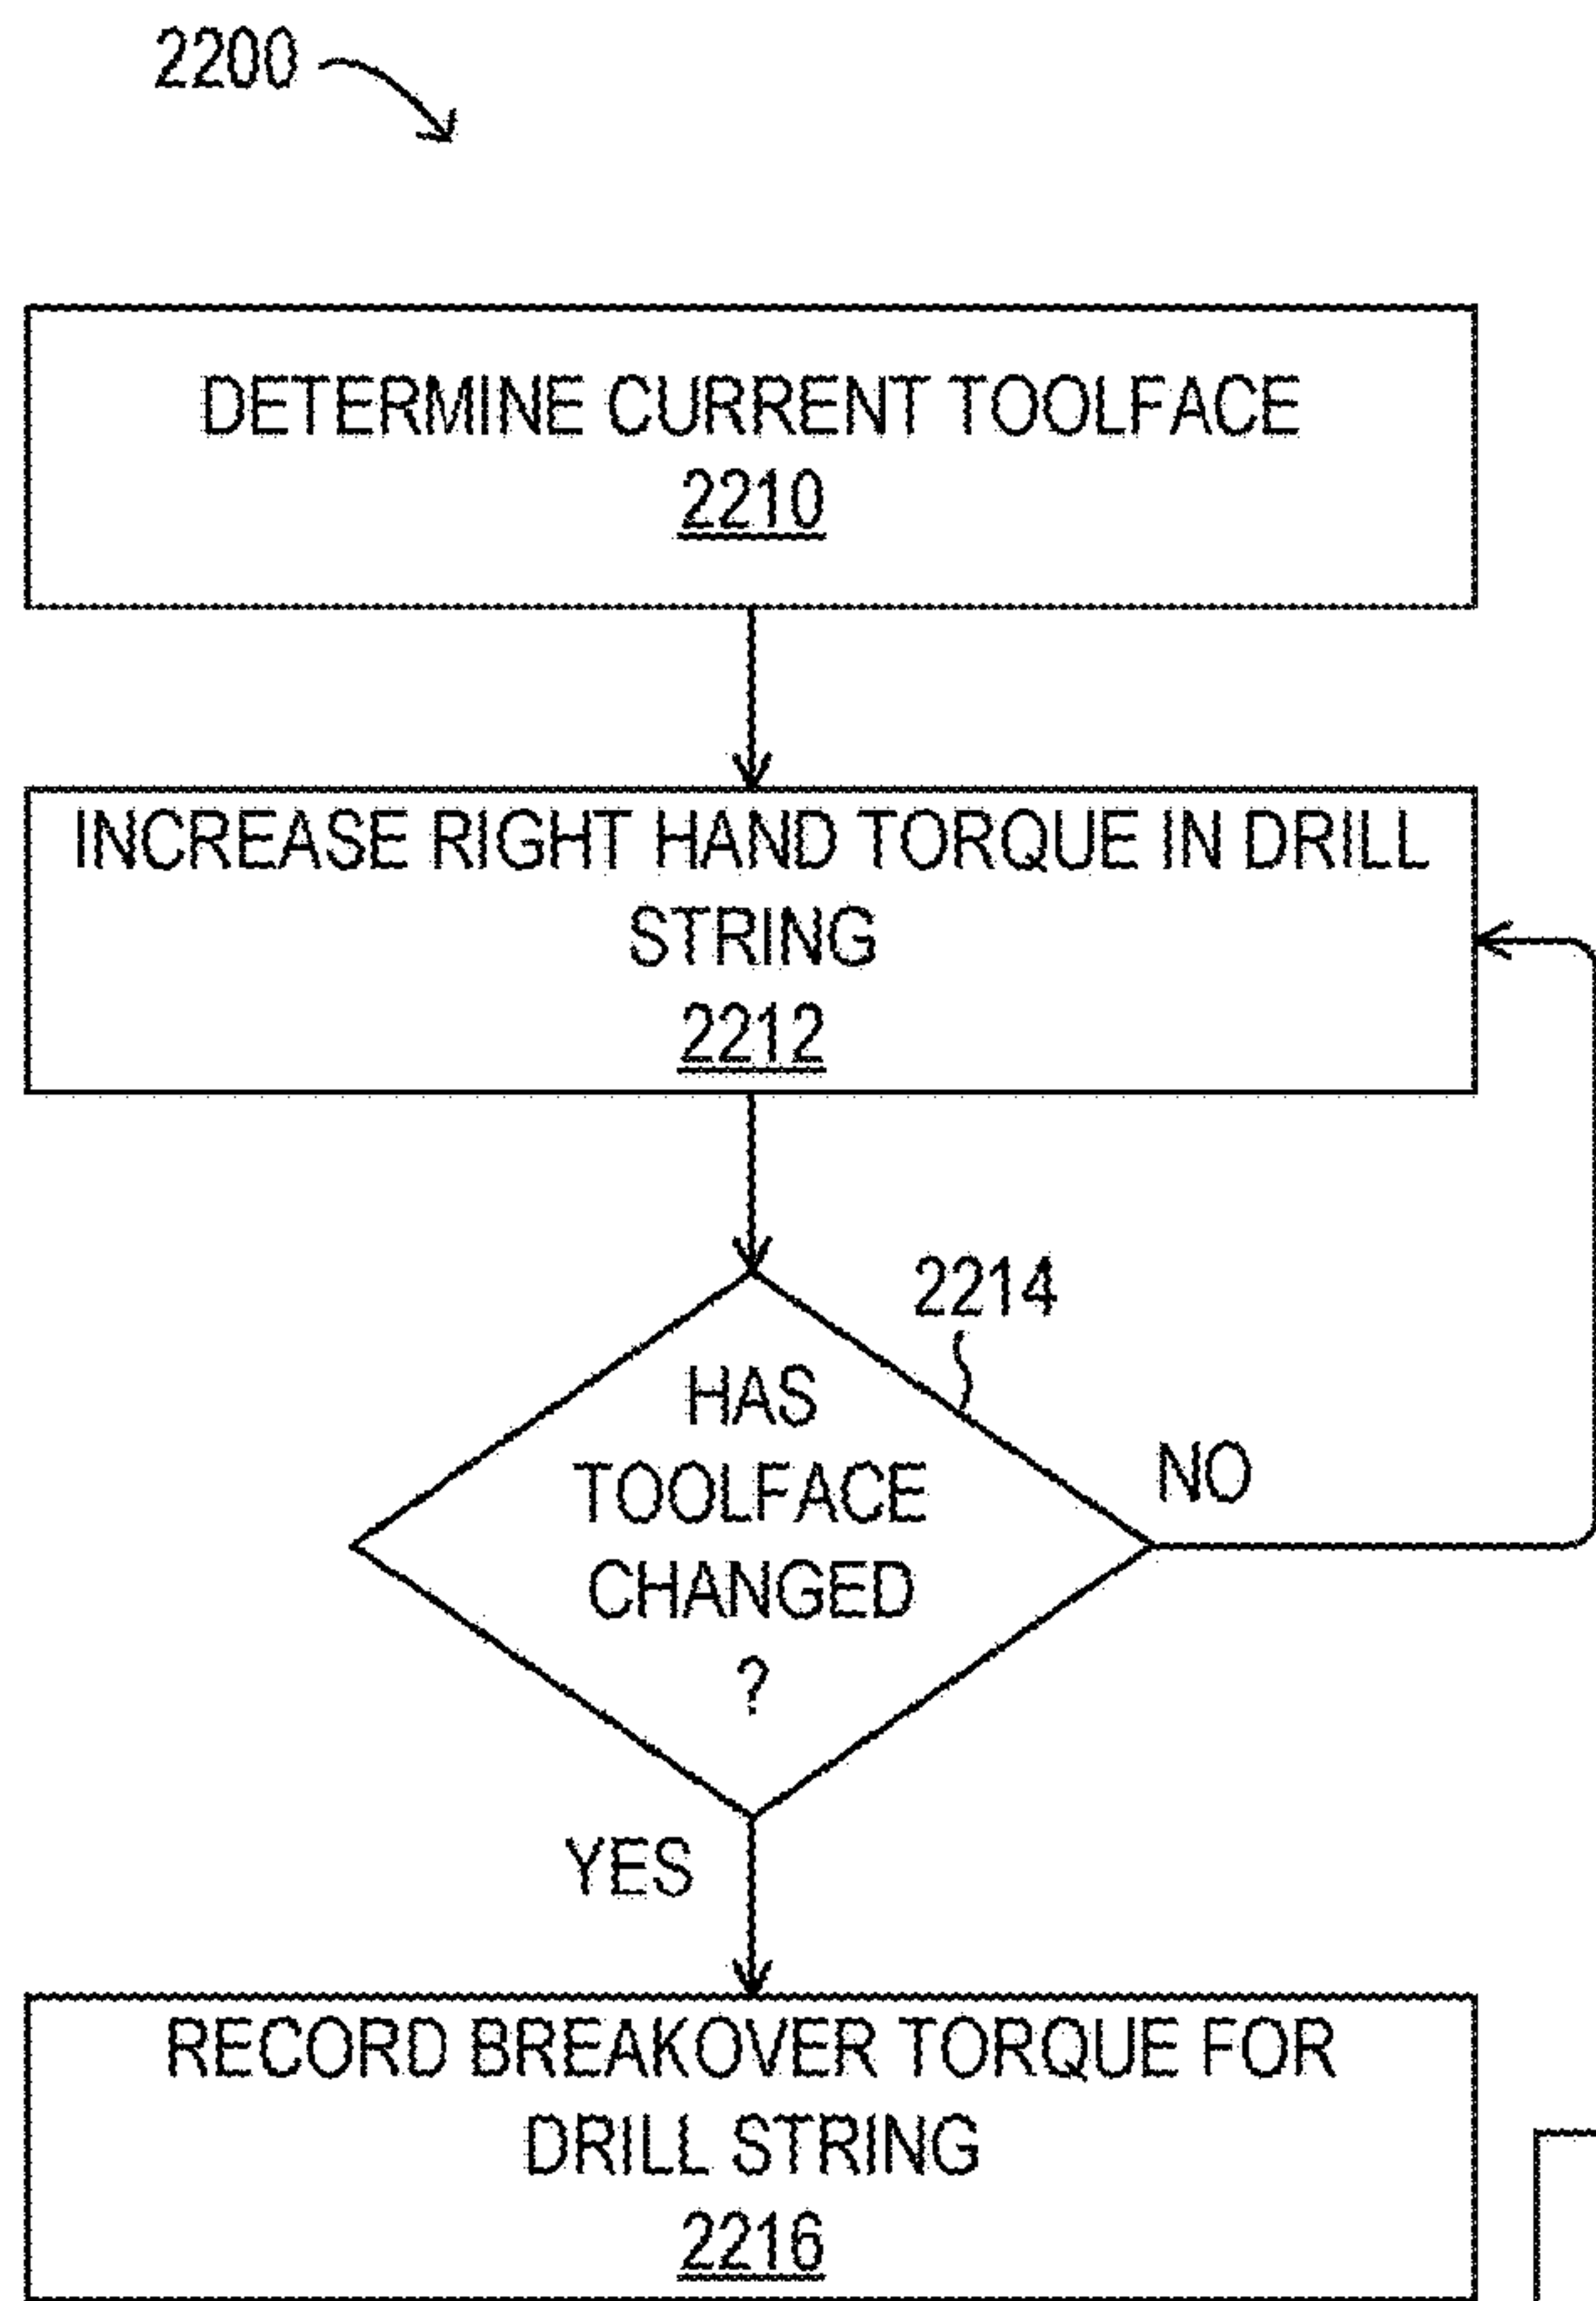 2200
DETERMINE CURRENT TOOLFACE
2210
INCREASE RIGHT HAND TORQUE IN DRILL
STRING
2212
2214
HAS
TOOLFACE
CHANGED
?
NO
YES
RECORD BREAKOVER TORQUE FOR
DRILL STRING
2216